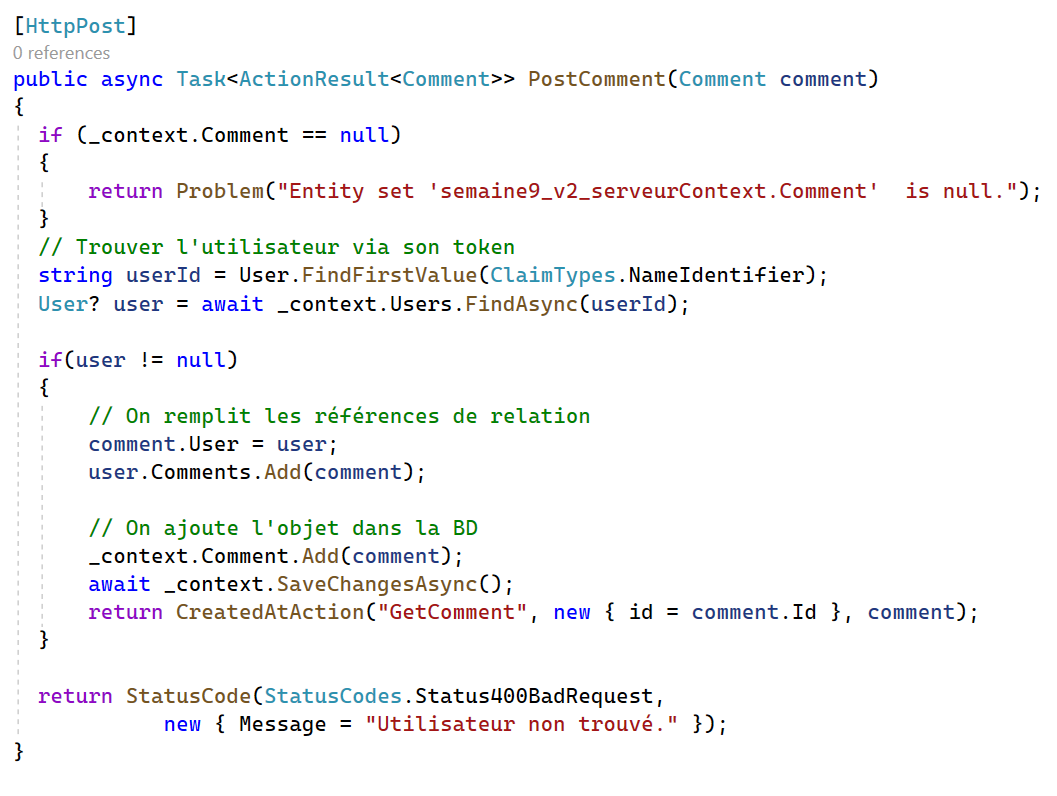 [HttpPost]
0 references
public async Task<ActionResult<Comment>> PostComment(Comment comment)
{
if (_context.Comment == null)
{
return Problem("Entity set 'semaine9_v2_serveurContext.Comment'  is null.");
}
// Trouver l'utilisateur via son token
string userId = User.FindFirstValue(ClaimTypes.NameIdentifier);
User? user = await _context.Users.FindAsync(userId);
if(user != null)
{
// On remplit les références de relation
comment.User = user;
user.Comments.Add(comment);
// On ajoute l'objet dans la BD
_context.Comment.Add(comment);
await _context.SaveChangesAsync();
return CreatedAtAction("GetComment", new { id = comment.Id }, comment);
}
return StatusCode(StatusCodes.Status400BadRequest,
new { Message = "Utilisateur non trouvé." });
}